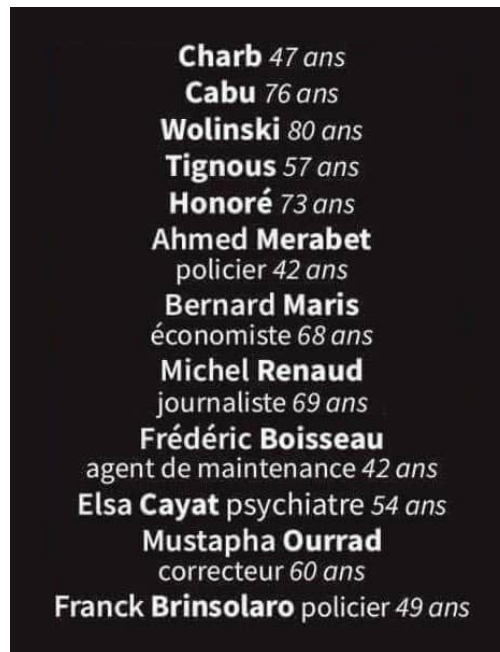 Charb 47 ans
Cabu 76 ans
Wolinski 80 ans
Tignous 57 ans
Honoré 73 ans
Ahmed Merabet
policier 42 ans
Bernard Maris
économiste 68 ans
Michel Renaud
journaliste 69 ans
Frédéric Boisseau
agent de maintenance 42 ans
Elsa Cayat psychiatre 54 ans
Mustapha Ourrad
correcteur 60 ans
Franck Brinsolaro policier 49 ans